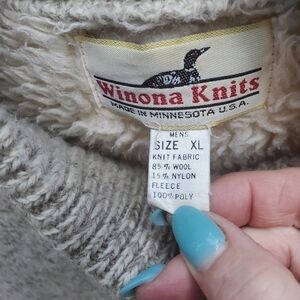 Winona Knits
MADE IN MINNESOTA U.S.A.
MENS
SIZE XL
KNIT FABRIC
85% WOOL
15% NYLON
FLEECE
100% POLY